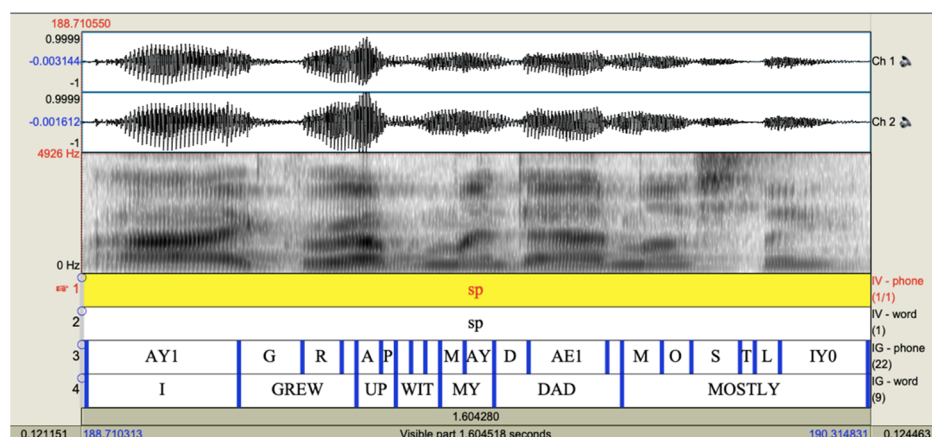 188.710550
0.9999
-0.003144
-1
Ch 1
0.9999
-0.001612
-1
Ch 2
4926 Hz
0 Hz
1 sp IV - phone (1/1)
2 sp IV - word (1)
3 AY1 G R A P M AY D AE1 M O S T L IY0 IG - phone (22)
4 I GREW UP WIT MY DAD MOSTLY IG - word (9)
1.604280
0.121151 188.710313 Visible part 1.604518 seconds 190.314831 0.124463